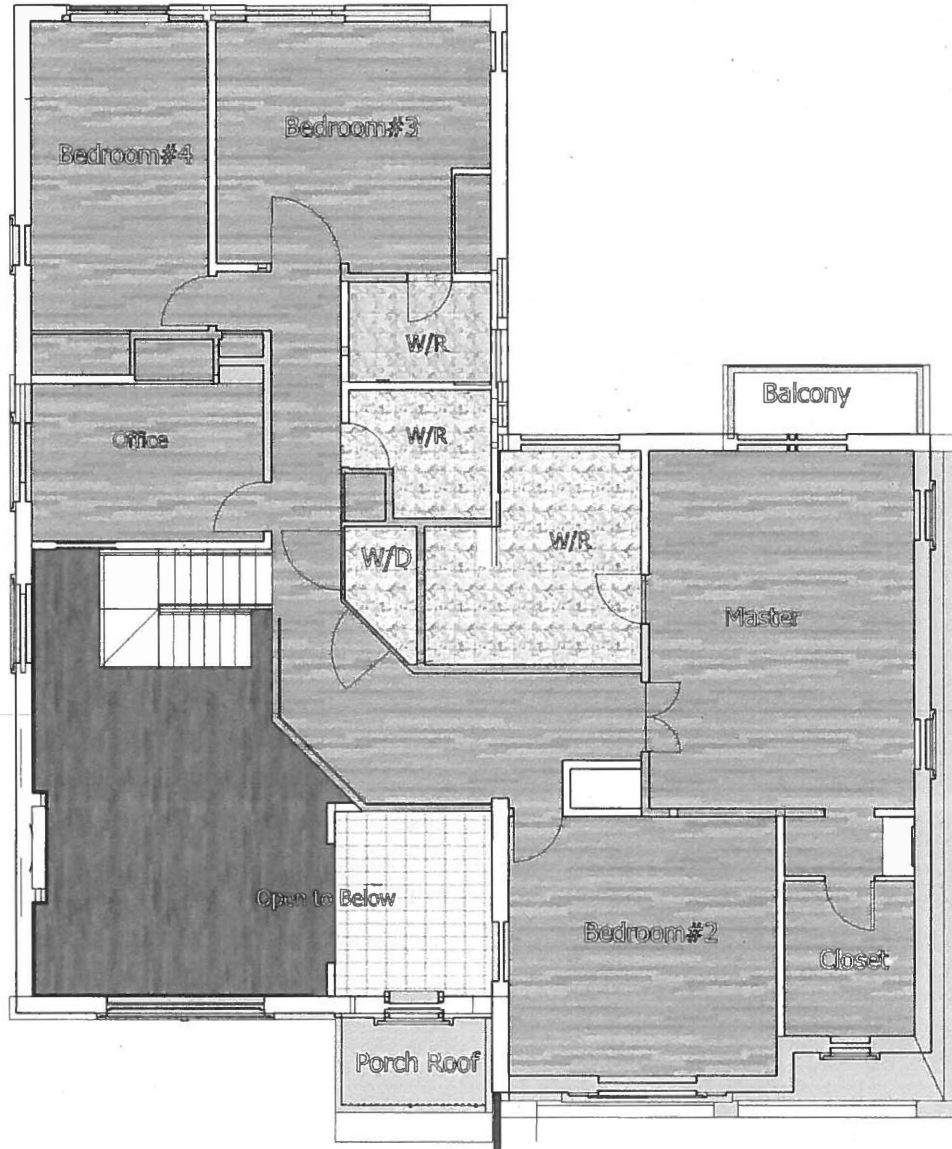 Bedroom#3
Bedroom#4
W/R
Balcony
Office
W/R
W/R
W/D
Master
Open to Below
Bedroom#2
Closet
Porch Roof